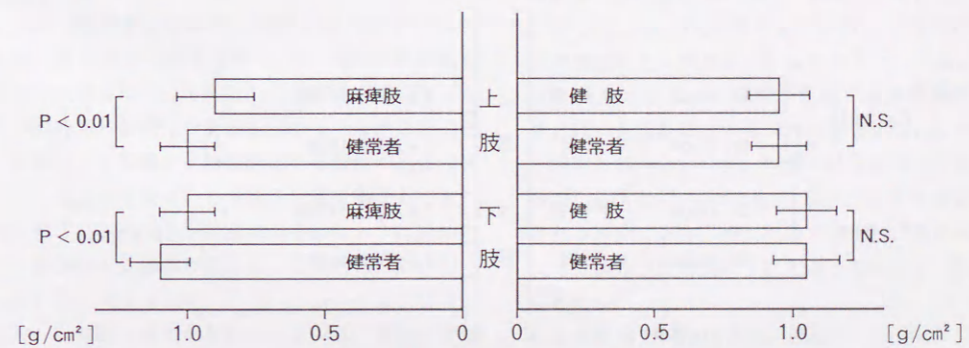 麻痺肢 上 健 肢
P < 0.01 N.S.
健常者 肢 健常者
麻痺肢 下 健 肢
P < 0.01 N.S.
健常者 肢 健常者
[g/cm²] 1.0 0.5 0 0 0.5 1.0 [g/cm²]